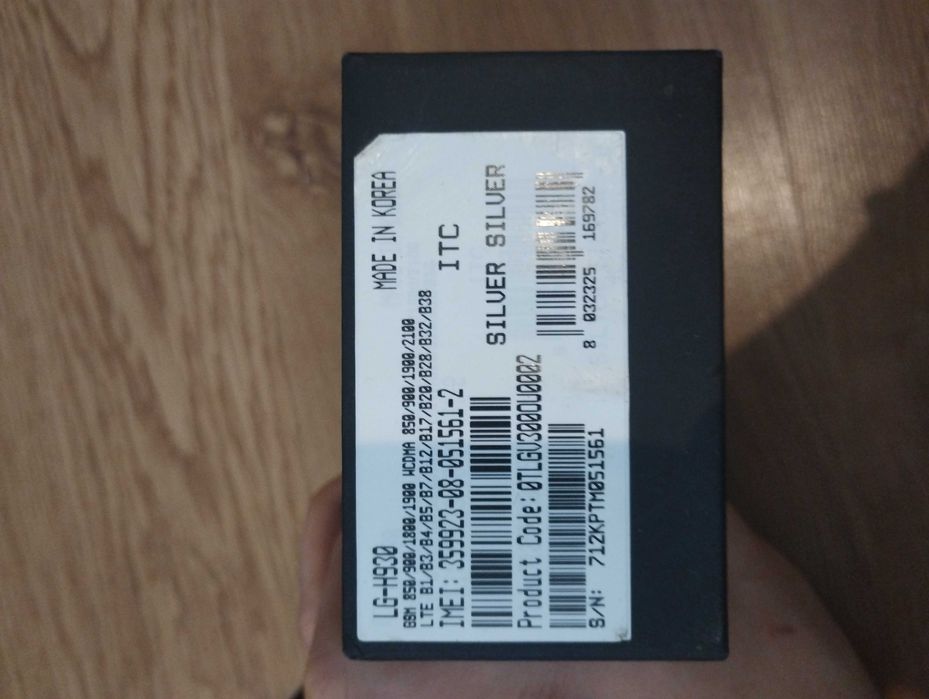 LG-H930
MADE IN KOREA
GSM 850/900/1800/1900 WCDMA 850/900/1900/2100
LTE B1/B3/B4/B5/B7/B12/B17/B20/B28/B32/B38
IMEI: 359923-08-051561-2
ITC
SILVER SILVER
Product Code: 0TLGV300DU0002
8 032325 169782
S/N: 712KPTM051561